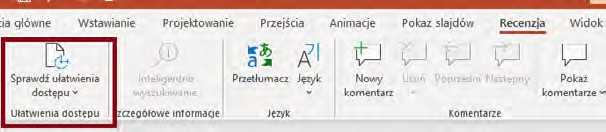 cia główne Wstawianie Projektowanie Przejścia Animacje Pokaz slajdów Recenzja Widok
Sprawdź ułatwienia dostępu
Inteligentne wyszukiwanie
Przetłumacz Język
Nowy komentarz
Usuń Poprzedni Następny
Pokaż komentarze
Ułatwienia dostępu zczegółowe informacje Język Komentarze